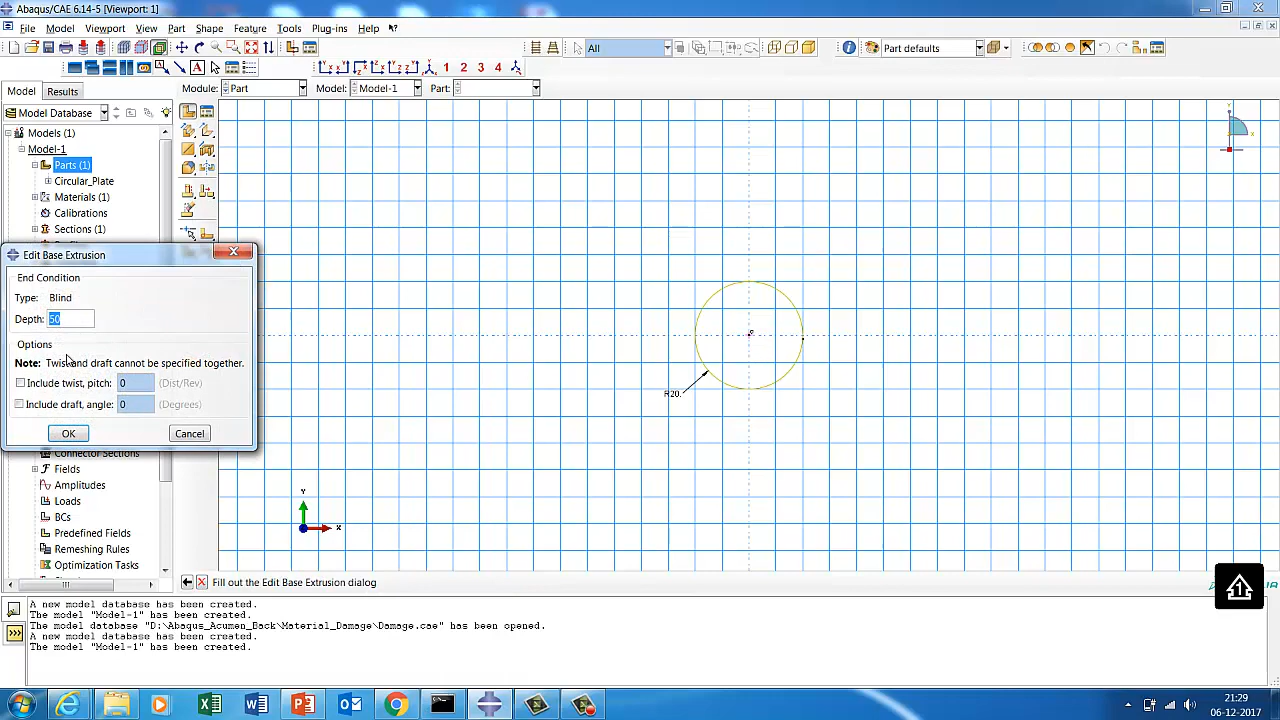 Abaqus/CAE 6.14-5 [Viewport: 1]
File Model Viewport View Part Shape Feature Tools Plug-ins Help
All
Part defaults
1 2 3 4
Model Results
Module: Part Model: Model-1 Part:
Model Database
Models (1)
Model-1
Parts (1)
Circular_Plate
Materials (1)
Calibrations
Sections (1)
Edit Base Extrusion
End Condition
Type: Blind
Depth: 50
Options
Note: Twist and draft cannot be specified together.
Include twist, pitch: 0 (Dist/Rev)
Include draft, angle: 0 (Degrees)
OK Cancel
R20.
Connector Sections
Fields
Amplitudes
Loads
BCs
Predefined Fields
Remeshing Rules
Optimization Tasks
Y
X
Fill out the Edit Base Extrusion dialog
A new model database has been created.
The model "Model-1" has been created.
The model database "D:\Abaqus_Acumen_Back\Material_Damage\Damage.cae" has been opened.
A new model database has been created.
The model "Model-1" has been created.
21:29
06-12-2017